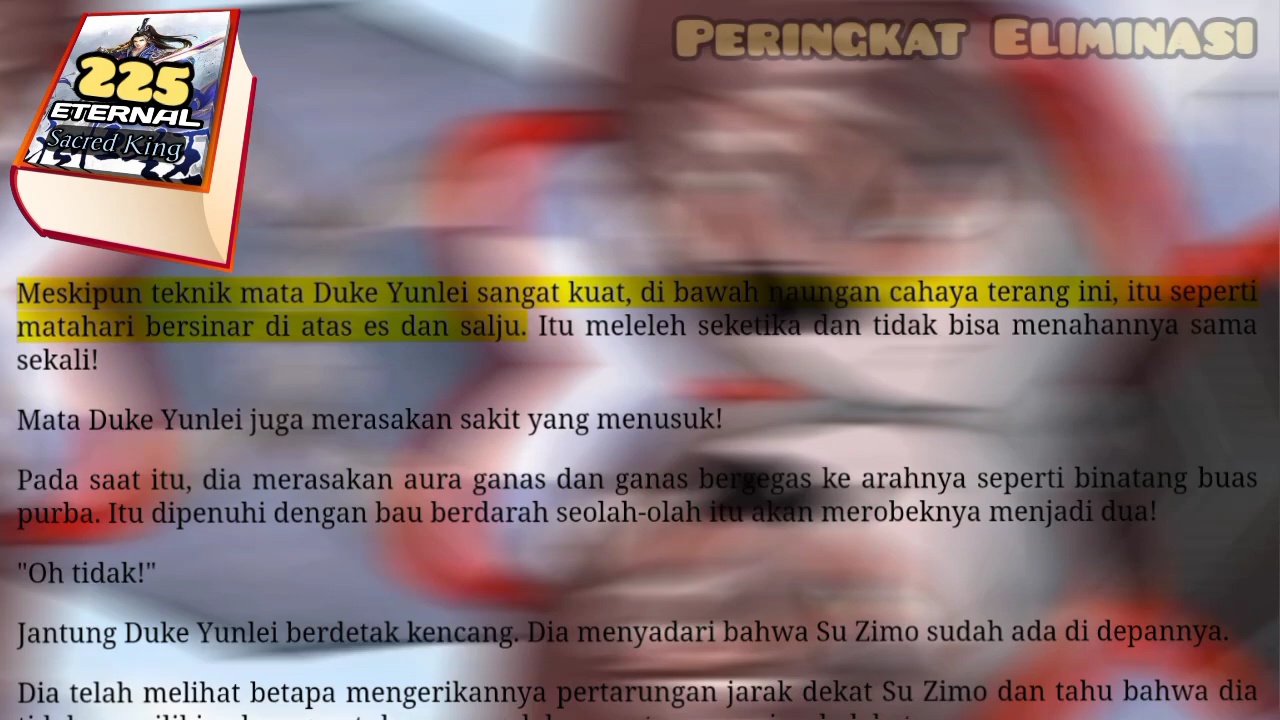 PERINGKAT ELIMINASI
225
ETERNAL
Sacred King
Meskipun teknik mata Duke Yunlei sangat kuat, di bawah naungan cahaya terang ini, itu seperti
matahari bersinar di atas es dan salju. Itu meleleh seketika dan tidak bisa menahannya sama
sekali!
Mata Duke Yunlei juga merasakan sakit yang menusuk!
Pada saat itu, dia merasakan aura ganas dan ganas bergegas ke arahnya seperti binatang buas
purba. Itu dipenuhi dengan bau berdarah seolah-olah itu akan merobeknya menjadi dua!
"Oh tidak!"
Jantung Duke Yunlei berdetak kencang. Dia menyadari bahwa Su Zimo sudah ada di depannya.
Dia telah melihat betapa mengerikannya pertarungan jarak dekat Su Zimo dan tahu bahwa dia